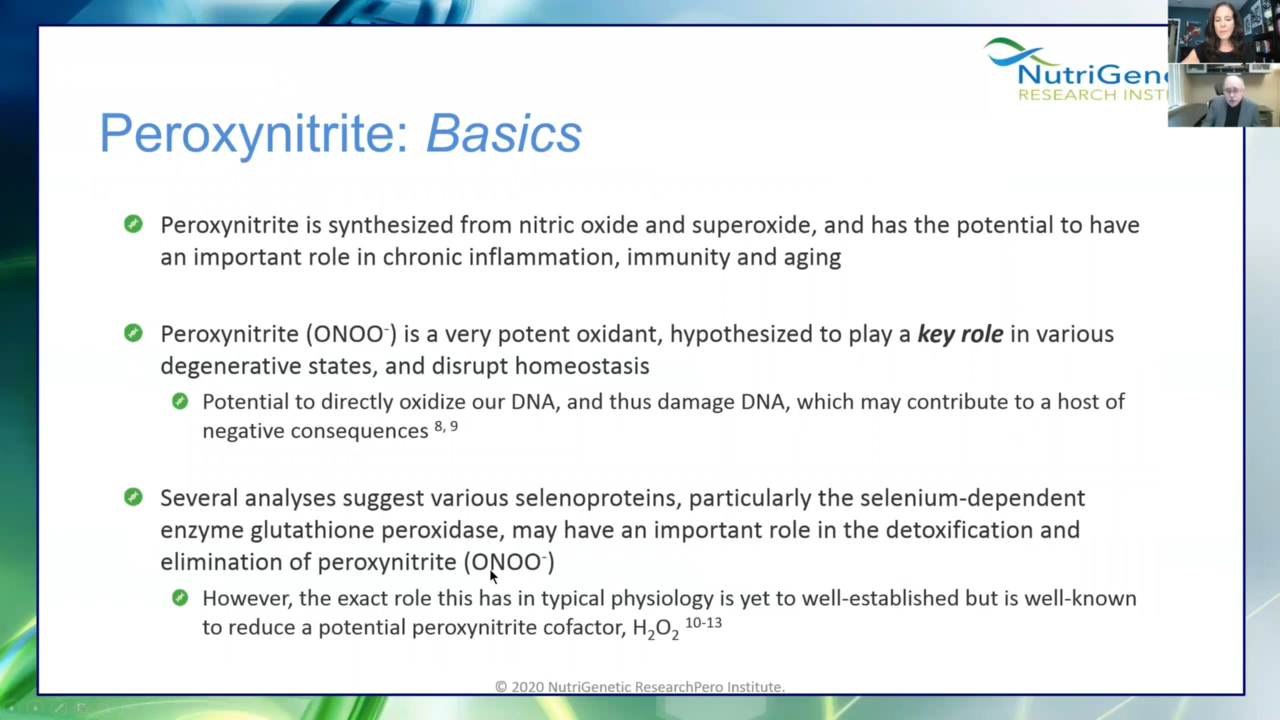 NutriGene
RESEARCH INSTI
Peroxynitrite: Basics
Peroxynitrite is synthesized from nitric oxide and superoxide, and has the potential to have
an important role in chronic inflammation, immunity and aging
Peroxynitrite (ONOO⁻) is a very potent oxidant, hypothesized to play a key role in various
degenerative states, and disrupt homeostasis
Potential to directly oxidize our DNA, and thus damage DNA, which may contribute to a host of
negative consequences ⁸, ⁹
Several analyses suggest various selenoproteins, particularly the selenium-dependent
enzyme glutathione peroxidase, may have an important role in the detoxification and
elimination of peroxynitrite (ONOO⁻)
However, the exact role this has in typical physiology is yet to well-established but is well-known
to reduce a potential peroxynitrite cofactor, H₂O₂ ¹⁰⁻¹³
© 2020 NutriGenetic ResearchPero Institute.